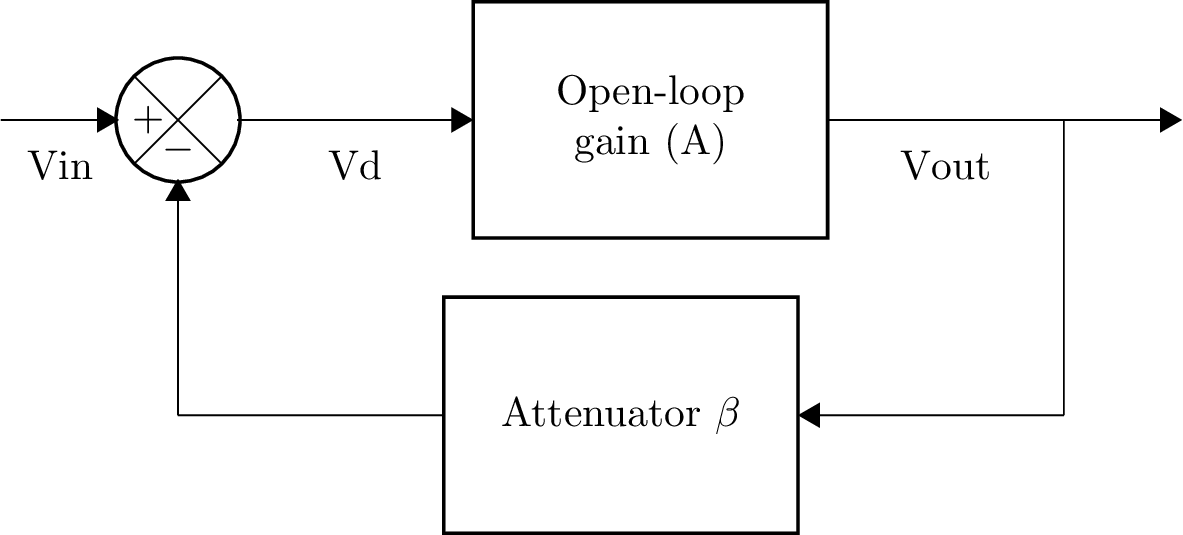 Open-loop
gain (A)
+
−
Vin
Vd
Vout
Attenuator β